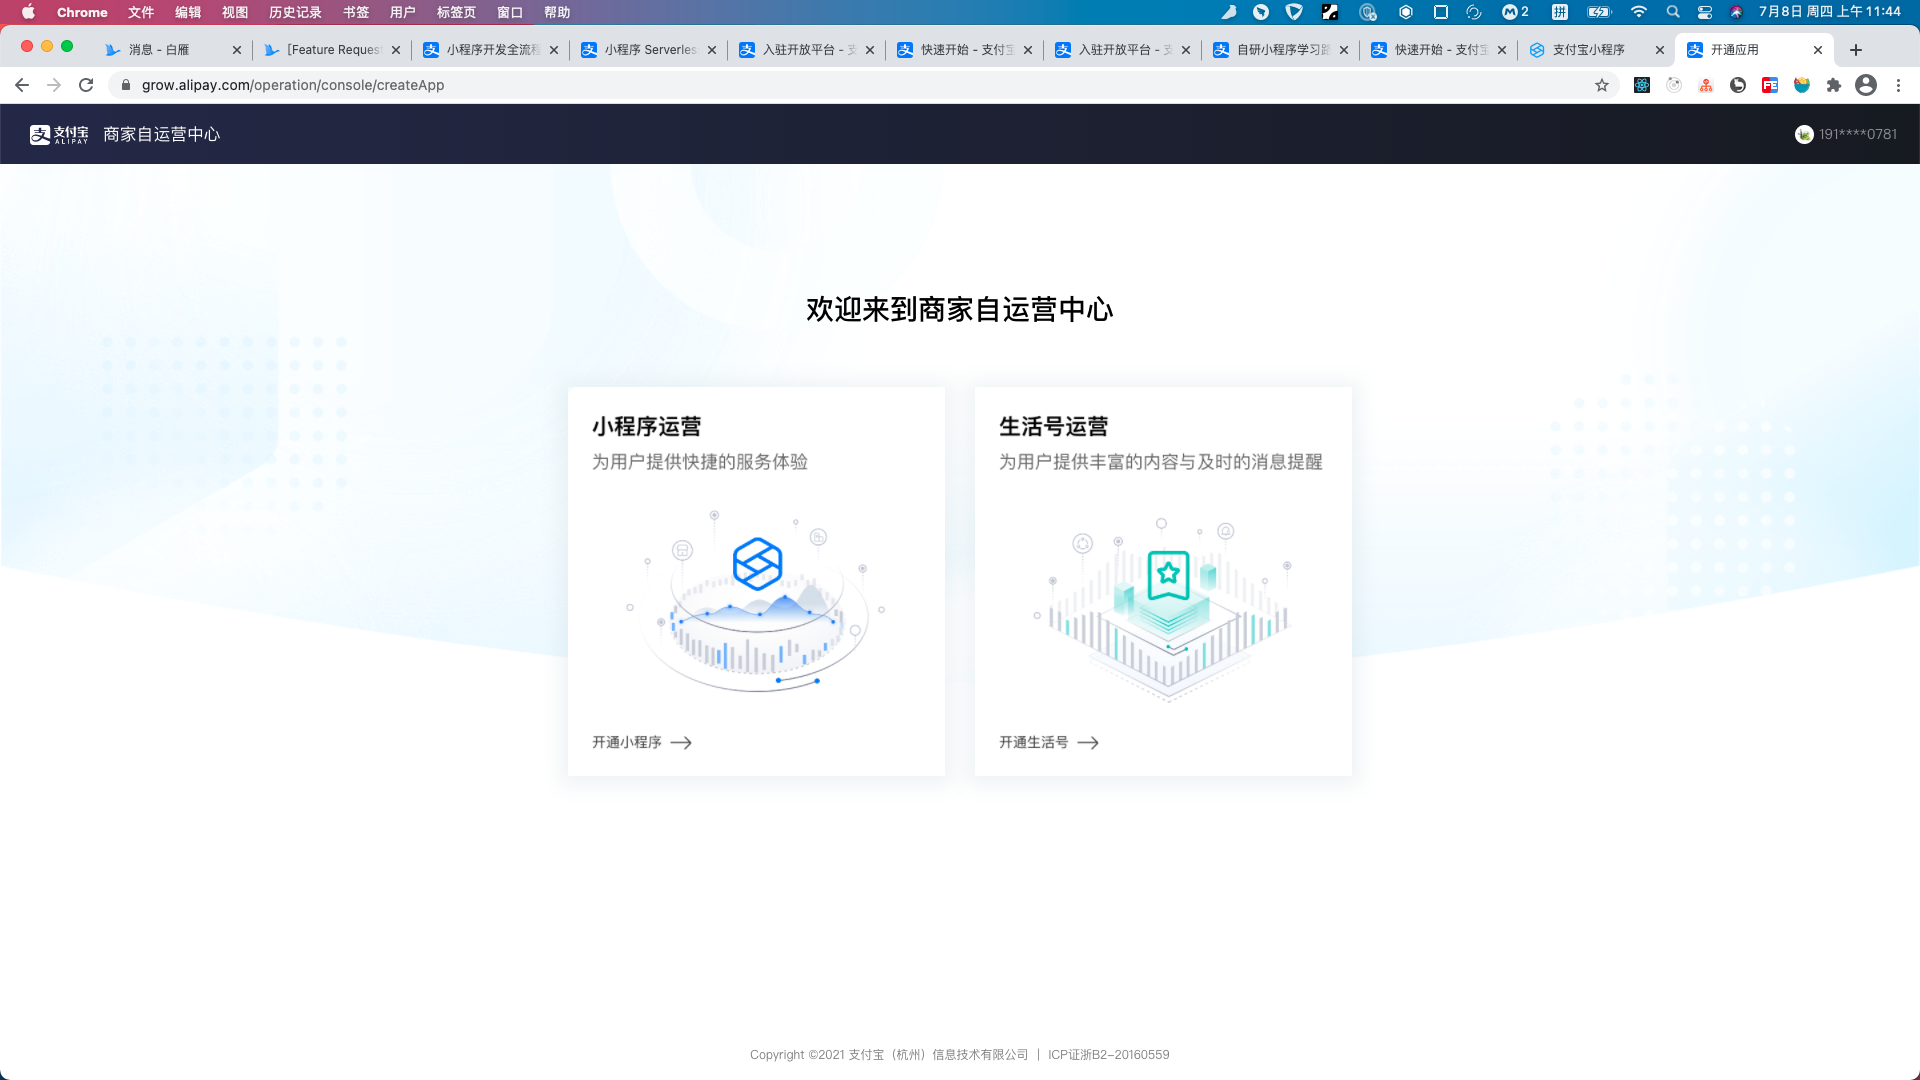 Chrome 文件 编辑 视图 历史记录 书签 用户 标签页 窗口 帮助
2 拼 7月8日 周四 上午 11:44
消息 - 白雁
[Feature Reques
小程序开发全流程
小程序 Serverles
入驻开放平台 - 支
快速开始 - 支付宝
入驻开放平台 - 支
自研小程序学习路
快速开始 - 支付宝
支付宝小程序
开通应用
grow.alipay.com/operation/console/createApp
支付宝 ALIPAY 商家自运营中心
191****0781
欢迎来到商家自运营中心
小程序运营
为用户提供快捷的服务体验
开通小程序
生活号运营
为用户提供丰富的内容与及时的消息提醒
开通生活号
Copyright ©2021 支付宝（杭州）信息技术有限公司 | ICP证浙B2-20160559